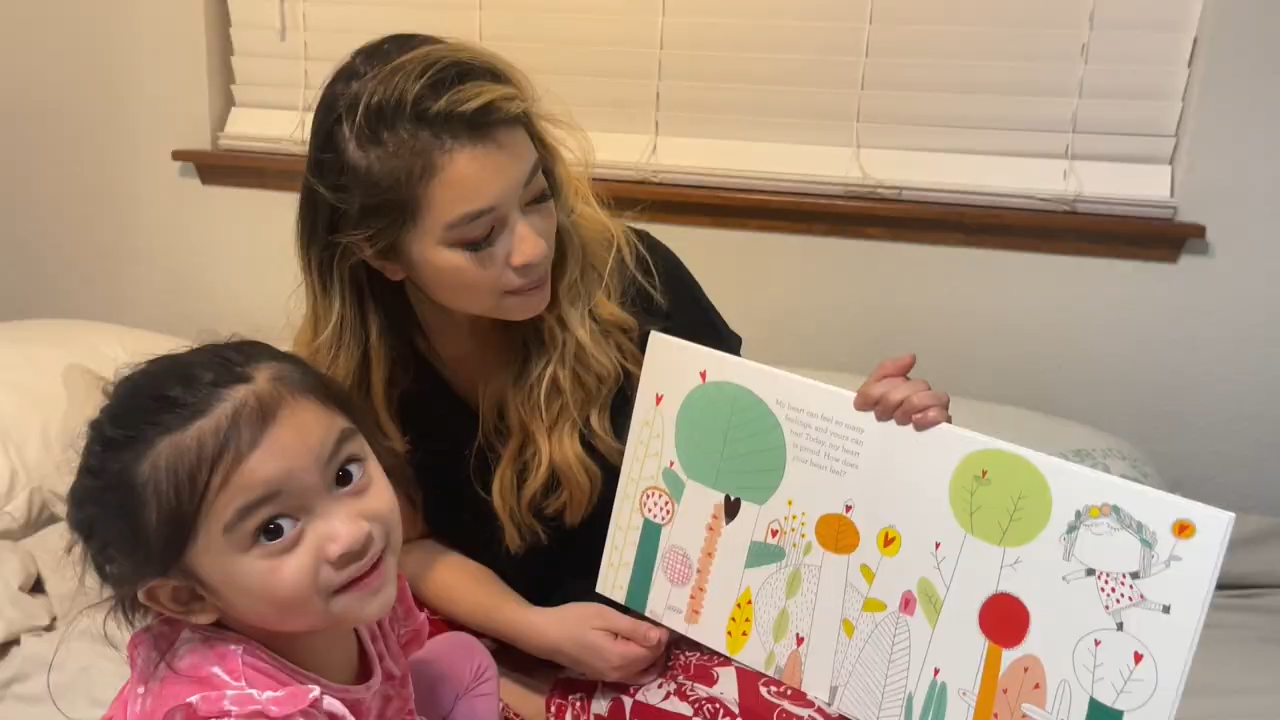 My heart can feel so many
feelings, and yours can
too! Today, my heart
is proud. How does
your heart feel?